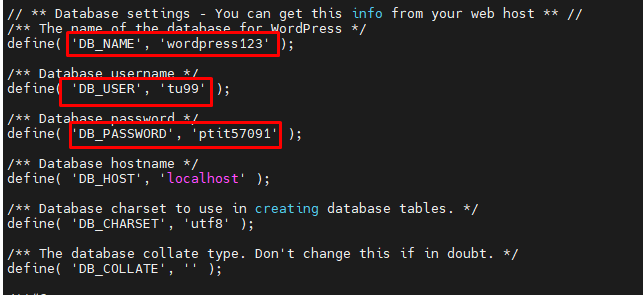 // ** Database settings - You can get this info from your web host ** //
/** The name of the database for WordPress */
define( 'DB_NAME', 'wordpress123' );
/** Database username */
define( 'DB_USER', 'tu99' );
/** Database password */
define( 'DB_PASSWORD', 'ptit57091' );
/** Database hostname */
define( 'DB_HOST', 'localhost' );
/** Database charset to use in creating database tables. */
define( 'DB_CHARSET', 'utf8' );
/** The database collate type. Don't change this if in doubt. */
define( 'DB_COLLATE', '' );